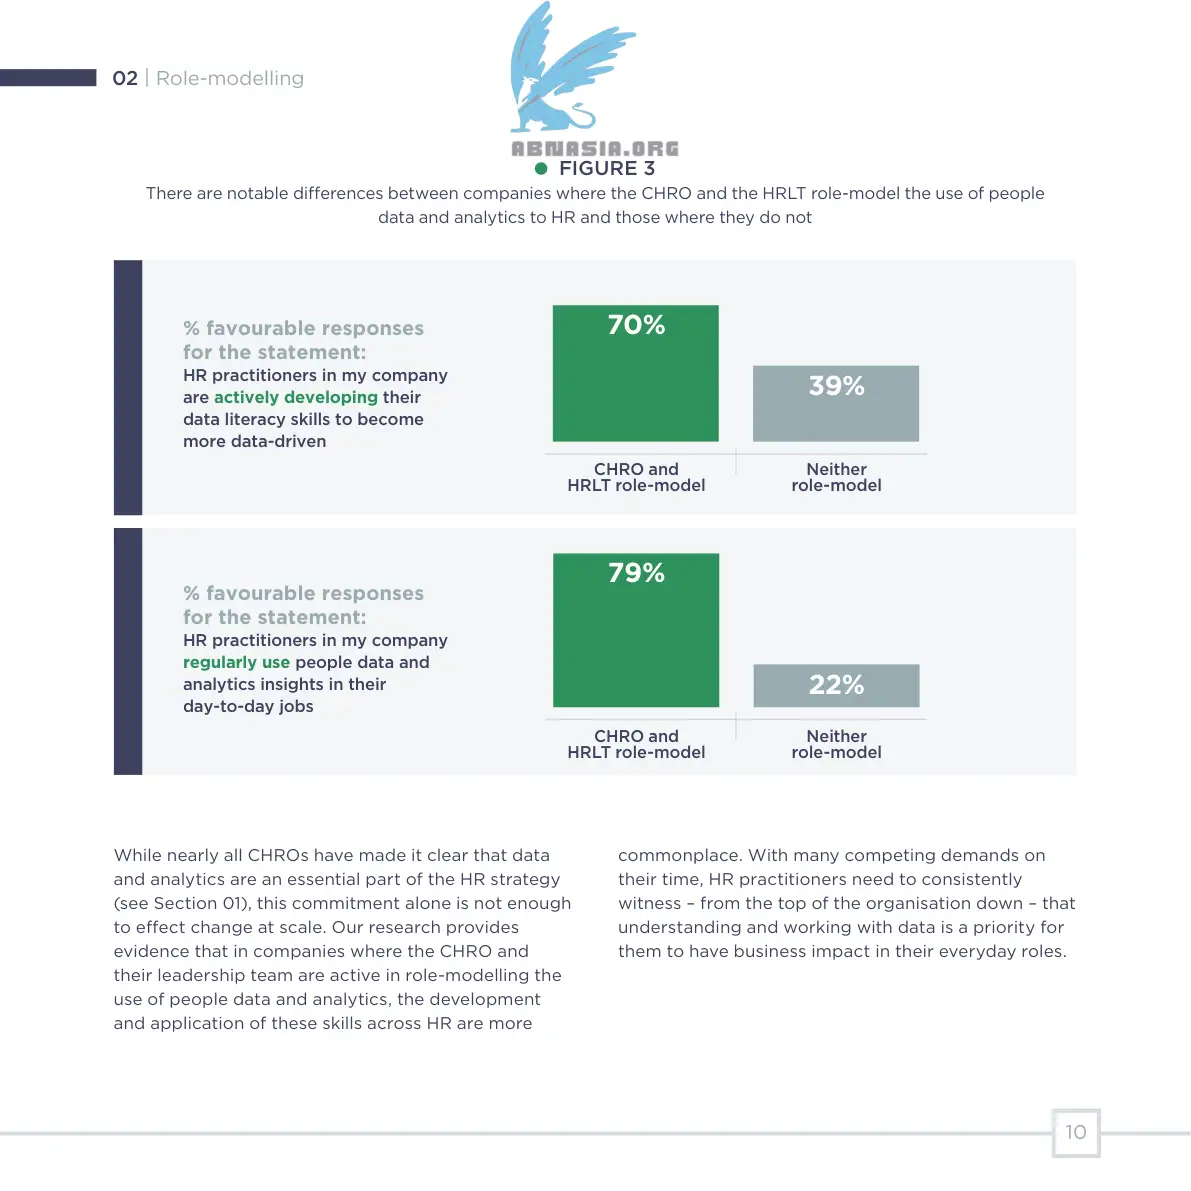 02 | Role-modelling
ABNASIA.ORG
FIGURE 3
There are notable differences between companies where the CHRO and the HRLT role-model the use of people
data and analytics to HR and those where they do not
% favourable responses
for the statement:
HR practitioners in my company
are actively developing their
data literacy skills to become
more data-driven
70%
39%
CHRO and
HRLT role-model
Neither
role-model
% favourable responses
for the statement:
HR practitioners in my company
regularly use people data and
analytics insights in their
day-to-day jobs
79%
22%
CHRO and
HRLT role-model
Neither
role-model
While nearly all CHROs have made it clear that data
and analytics are an essential part of the HR strategy
(see Section 01), this commitment alone is not enough
to effect change at scale. Our research provides
evidence that in companies where the CHRO and
their leadership team are active in role-modelling the
use of people data and analytics, the development
and application of these skills across HR are more
commonplace. With many competing demands on
their time, HR practitioners need to consistently
witness – from the top of the organisation down – that
understanding and working with data is a priority for
them to have business impact in their everyday roles.
10